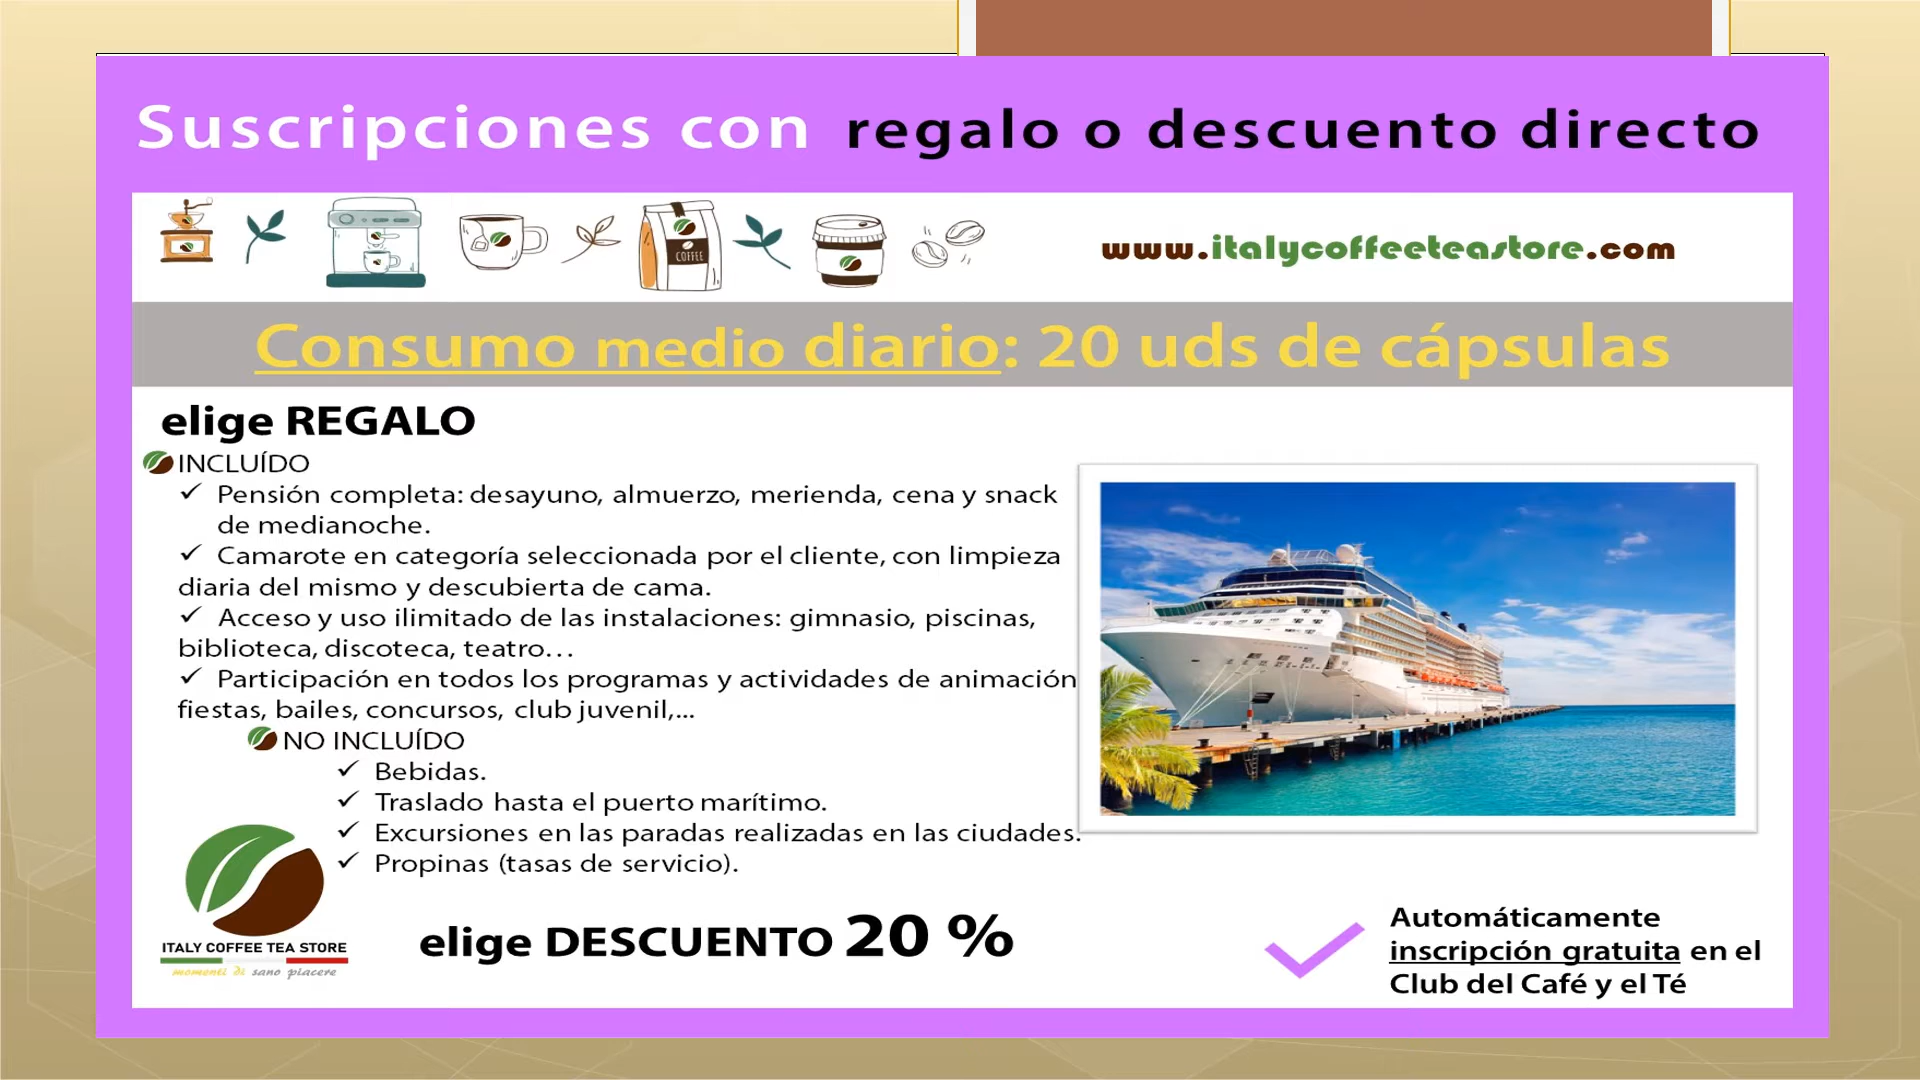 Suscripciones con regalo o descuento directo
COFFEE
www.italycoffeeteastore.com
Consumo medio diario: 20 uds de cápsulas
elige REGALO
INCLUÍDO
✓ Pensión completa: desayuno, almuerzo, merienda, cena y snack
de medianoche.
✓ Camarote en categoría seleccionada por el cliente, con limpieza
diaria del mismo y descubierta de cama.
✓ Acceso y uso ilimitado de las instalaciones: gimnasio, piscinas,
biblioteca, discoteca, teatro…
✓ Participación en todos los programas y actividades de animación
fiestas, bailes, concursos, club juvenil,...
NO INCLUÍDO
✓ Bebidas.
✓ Traslado hasta el puerto marítimo.
✓ Excursiones en las paradas realizadas en las ciudades.
✓ Propinas (tasas de servicio).
ITALY COFFEE TEA STORE
momenti di sano piacere
elige DESCUENTO 20 %
Automáticamente
inscripción gratuita en el
Club del Café y el Té